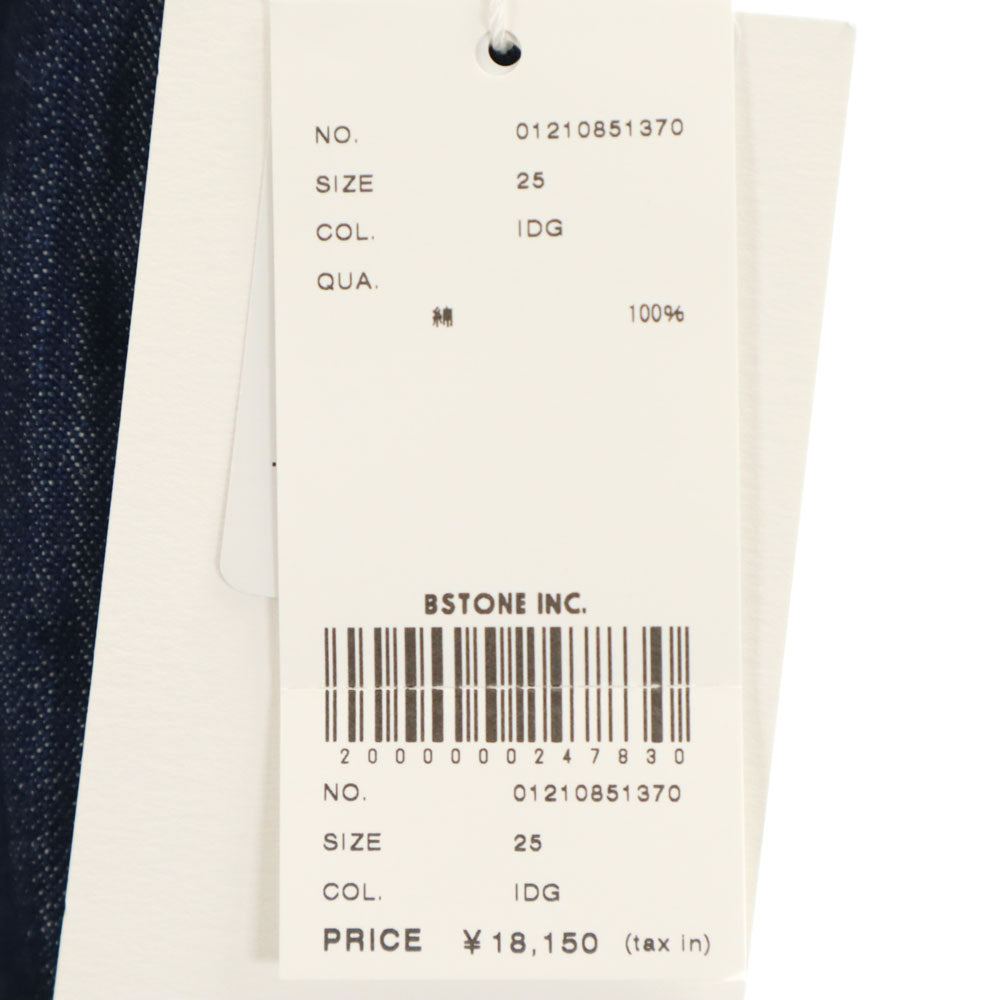 NO. 01210851370
SIZE 25
COL. IDG
QUA.
綿 100%
BSTONE INC.
2000000247830
NO. 01210851370
SIZE 25
COL. IDG
PRICE ¥18,150 (tax in)